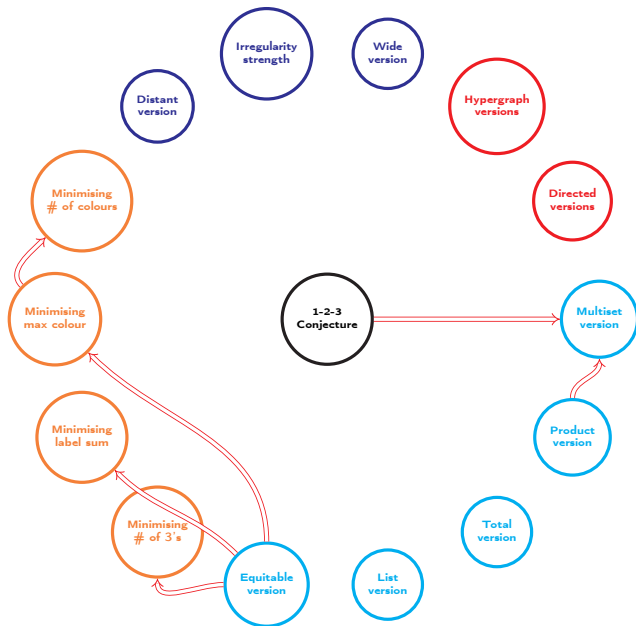 Irregularity
strength
Wide
version
Distant
version
Hypergraph
versions
Minimising
# of colours
Directed
versions
Minimising
max colour
1-2-3
Conjecture
Multiset
version
Minimising
label sum
Product
version
Minimising
# of 3's
Total
version
Equitable
version
List
version